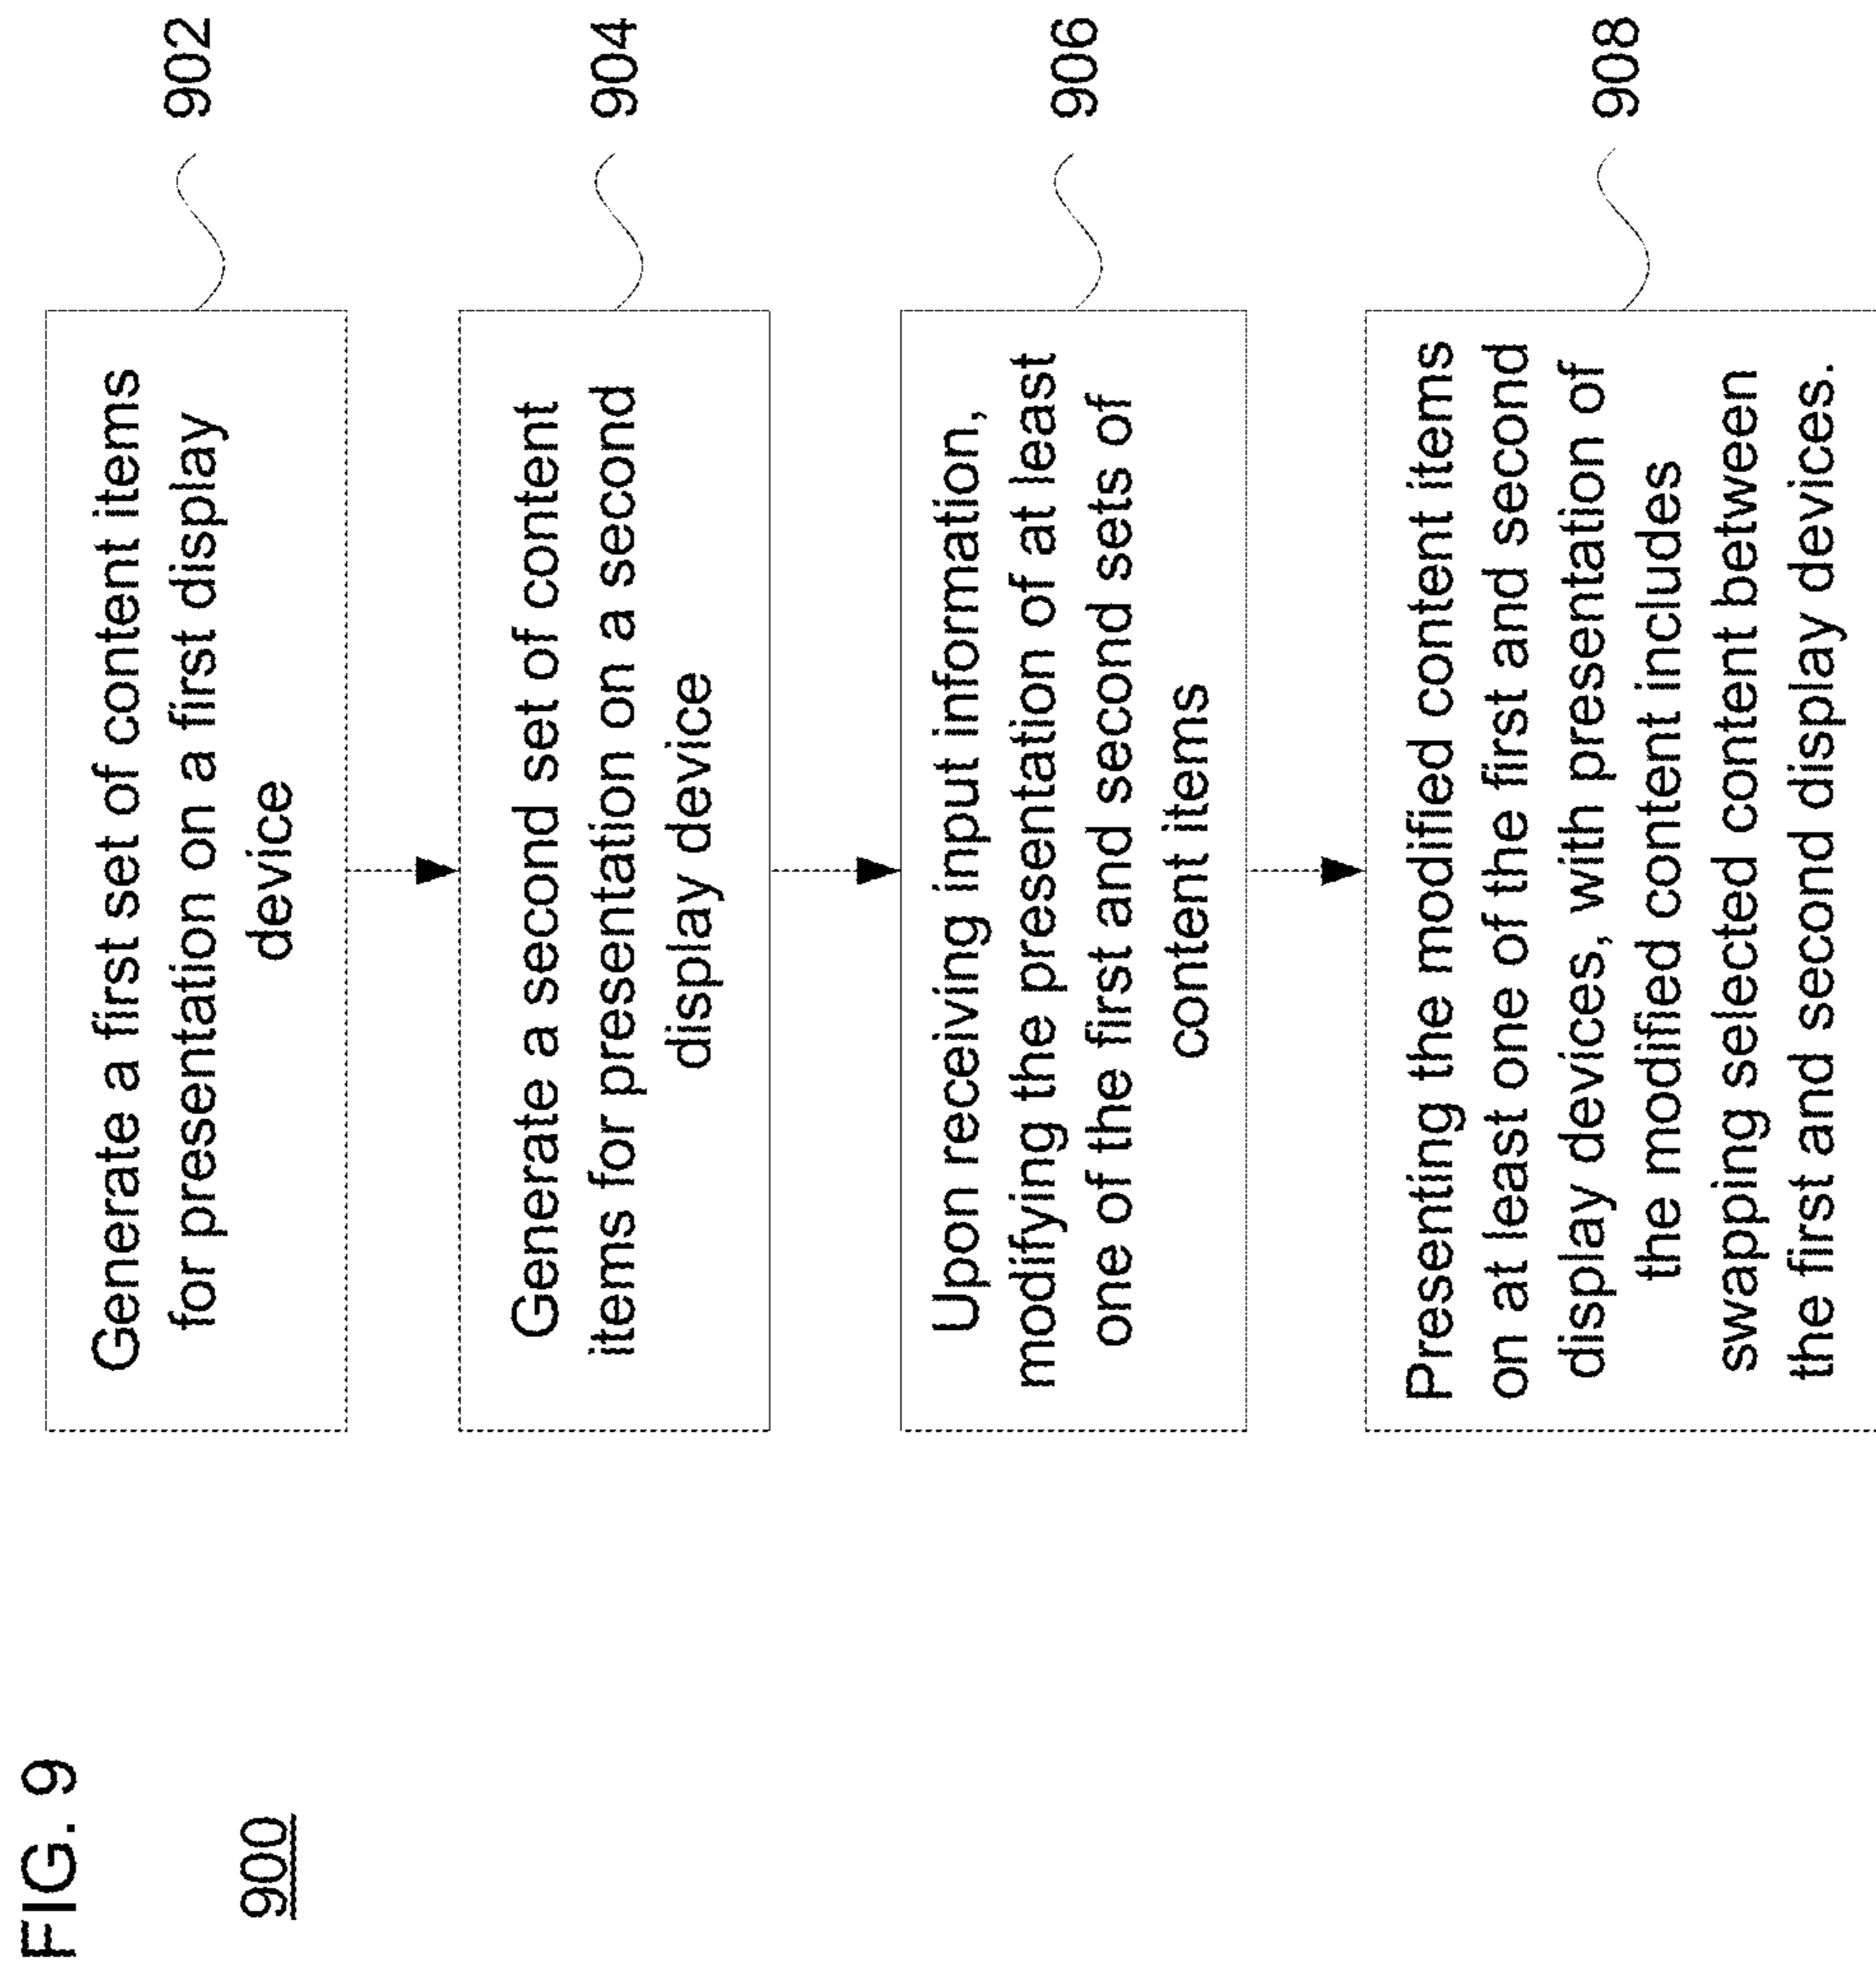 FIG. 9
900
Generate a first set of content items
for presentation on a first display
device
902
Generate a second set of content
items for presentation on a second
display device
904
Upon receiving input information,
modifying the presentation of at least
one of the first and second sets of
content items
906
Presenting the modified content items
on at least one of the first and second
display devices, with presentation of
the modified content includes
swapping selected content between
the first and second display devices.
908